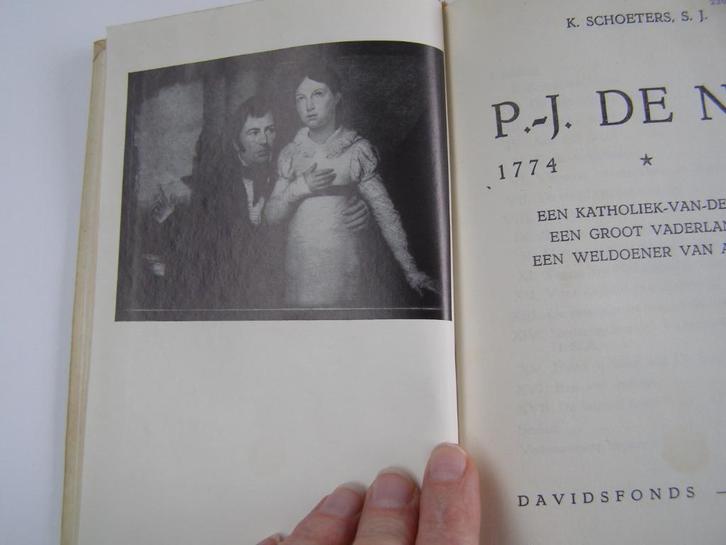 K. SCHOETERS, S. J.
P.-J. DE N
1774 ★
EEN KATHOLIEK-VAN-DE
EEN GROOT VADERLAN
EEN WELDOENER VAN A
DAVIDSFONDS —